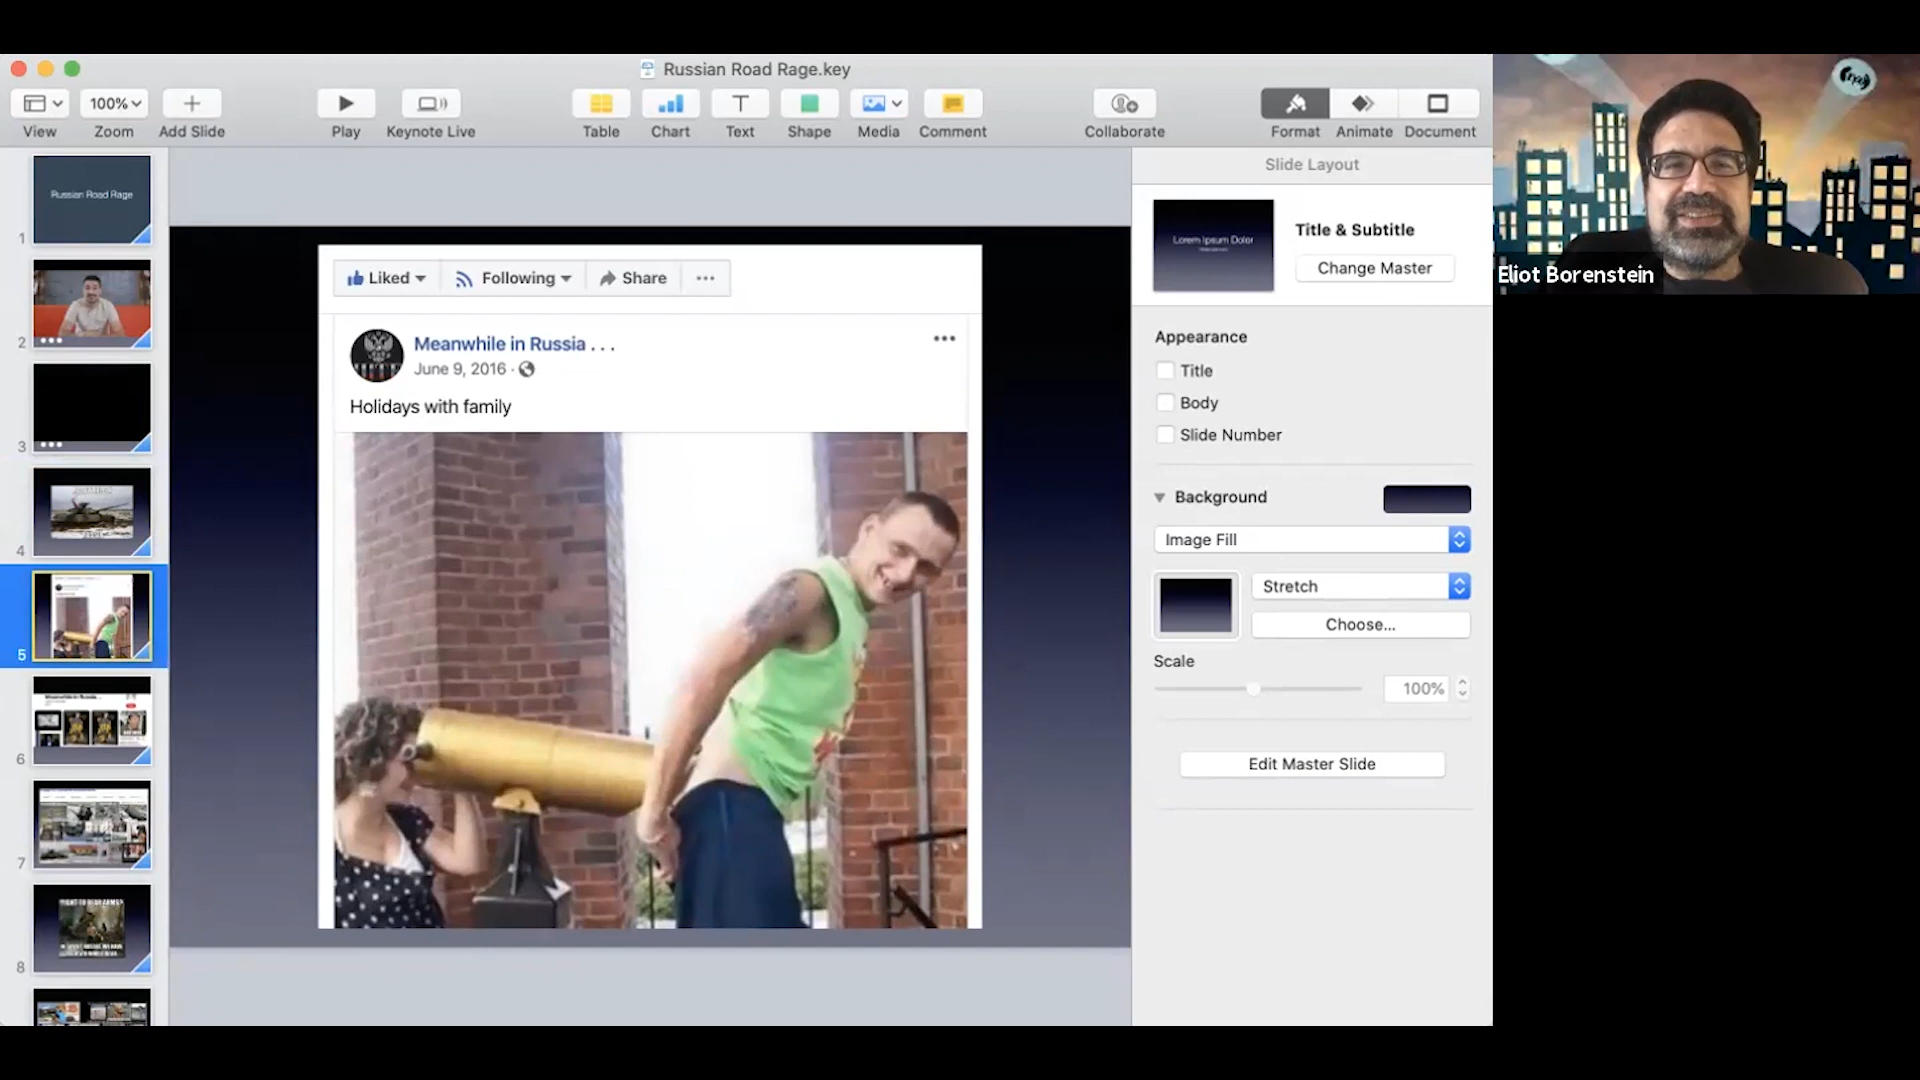 Russian Road Rage.key
100%
View
Zoom
Add Slide
Play
Keynote Live
Table
Chart
Text
Shape
Media
Comment
Collaborate
Format
Animate
Document
Russian Road Rage
1
2
3
4
5
6
7
8
Liked
Following
Share
Meanwhile in Russia . . .
June 9, 2016
Holidays with family
Slide Layout
Lorem Ipsum Dolor
Title & Subtitle
Change Master
Appearance
Title
Body
Slide Number
Background
Image Fill
Stretch
Choose...
Scale
100%
Edit Master Slide
Eliot Borenstein